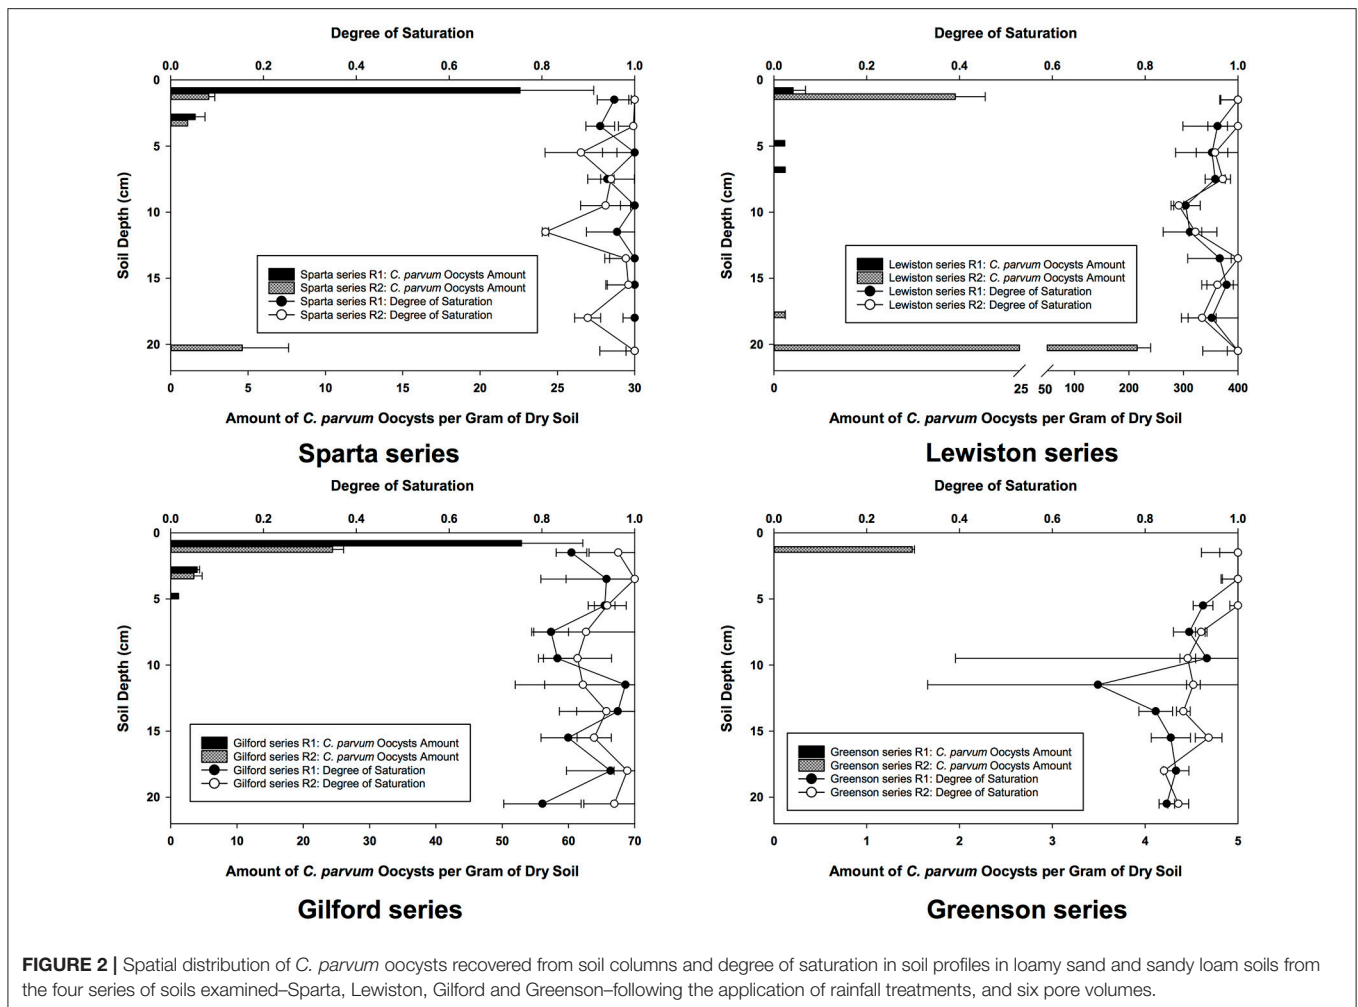 Degree of Saturation
0.0 0.2 0.4 0.6 0.8 1.0
Soil Depth (cm)
0
5
10
15
20
Sparta series R1: C. parvum Oocysts Amount
Sparta series R2: C. parvum Oocysts Amount
Sparta series R1: Degree of Saturation
Sparta series R2: Degree of Saturation
0 5 10 15 20 25 30
Amount of C. parvum Oocysts per Gram of Dry Soil
Sparta series
Degree of Saturation
0.0 0.2 0.4 0.6 0.8 1.0
Soil Depth (cm)
0
5
10
15
20
Lewiston series R1: C. parvum Oocysts Amount
Lewiston series R2: C. parvum Oocysts Amount
Lewiston series R1: Degree of Saturation
Lewiston series R2: Degree of Saturation
0 25 50 100 200 300 400
Amount of C. parvum Oocysts per Gram of Dry Soil
Lewiston series
Degree of Saturation
0.0 0.2 0.4 0.6 0.8 1.0
Soil Depth (cm)
0
5
10
15
20
Gilford series R1: C. parvum Oocysts Amount
Gilford series R2: C. parvum Oocysts Amount
Gilford series R1: Degree of Saturation
Gilford series R2: Degree of Saturation
0 10 20 30 40 50 60 70
Amount of C. parvum Oocysts per Gram of Dry Soil
Gilford series
Degree of Saturation
0.0 0.2 0.4 0.6 0.8 1.0
Soil Depth (cm)
0
5
10
15
20
Greenson series R1: C. parvum Oocysts Amount
Greenson series R2: C. parvum Oocysts Amount
Greenson series R1: Degree of Saturation
Greenson series R2: Degree of Saturation
0 1 2 3 4 5
Amount of C. parvum Oocysts per Gram of Dry Soil
Greenson series
FIGURE 2 | Spatial distribution of C. parvum oocysts recovered from soil columns and degree of saturation in soil profiles in loamy sand and sandy loam soils from
the four series of soils examined–Sparta, Lewiston, Gilford and Greenson–following the application of rainfall treatments, and six pore volumes.